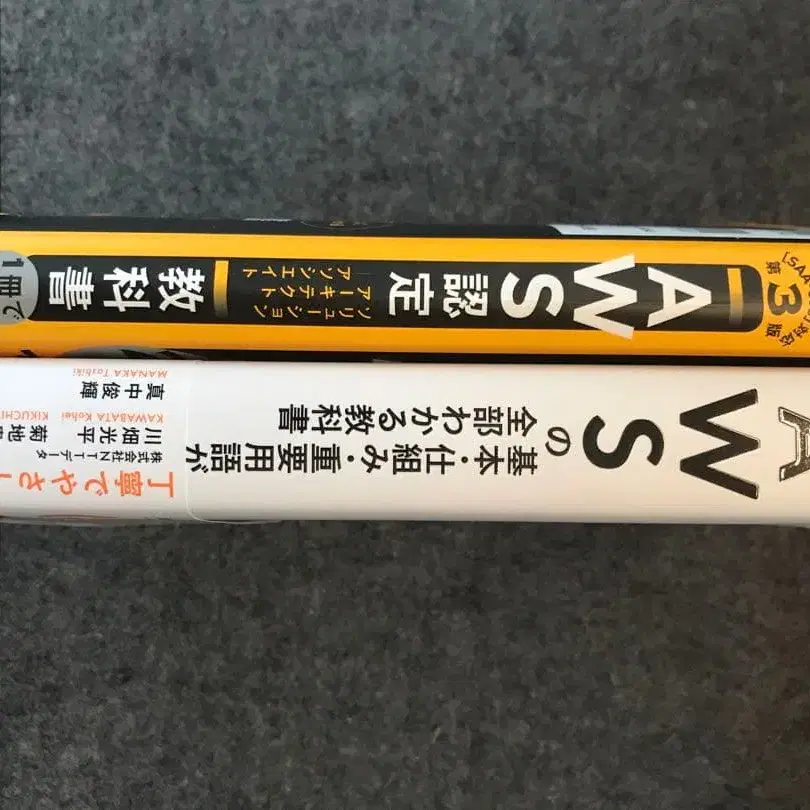 「SAA
対応
第3版
AWS認定
ソリューション
アーキテクト
アソシエイト
教科書
1冊で
AWSの
基本・仕組み・重要用語が
全部わかる教科書
株式会社NTTデータ
川畑光平 菊地
KAWABATA Kohei KIKUCHI
真中俊輝
MANAKA Toshiki
丁寧でやさし